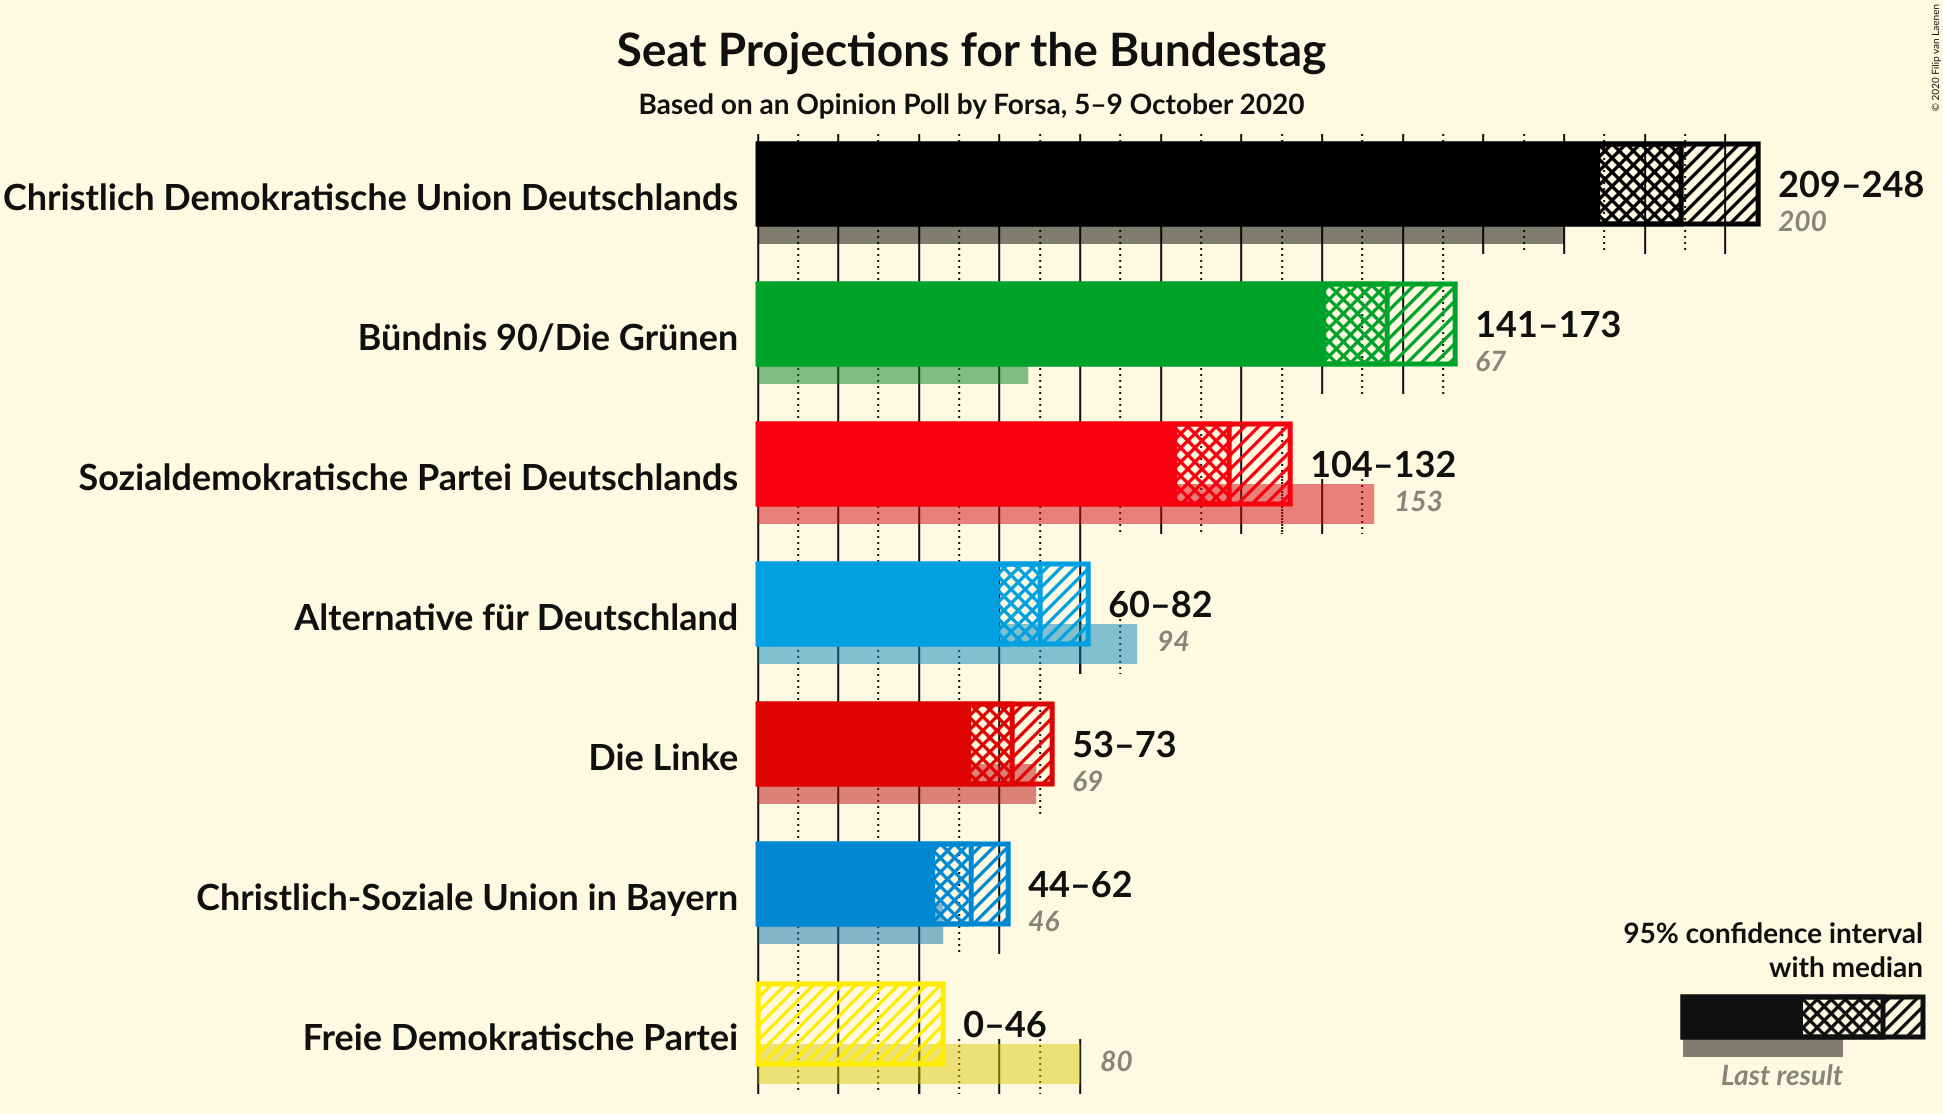 Seat Projections for the Bundestag
Based on an Opinion Poll by Forsa, 5–9 October 2020
© 2020 Filip van Laenen
Christlich Demokratische Union Deutschlands
209–248
200
Bündnis 90/Die Grünen
141–173
67
Sozialdemokratische Partei Deutschlands
104–132
153
Alternative für Deutschland
60–82
94
Die Linke
53–73
69
Christlich-Soziale Union in Bayern
44–62
46
Freie Demokratische Partei
0–46
80
95% confidence interval
with median
Last result